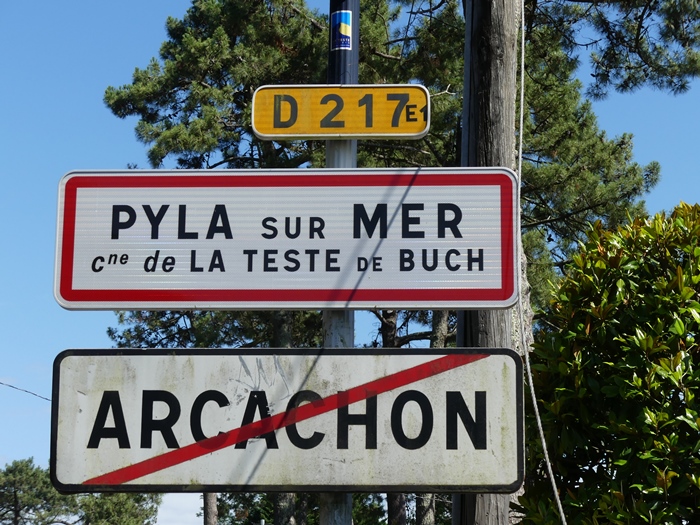 D 217E1
PYLA SUR MER
cne de LA TESTE DE BUCH
ARCACHON